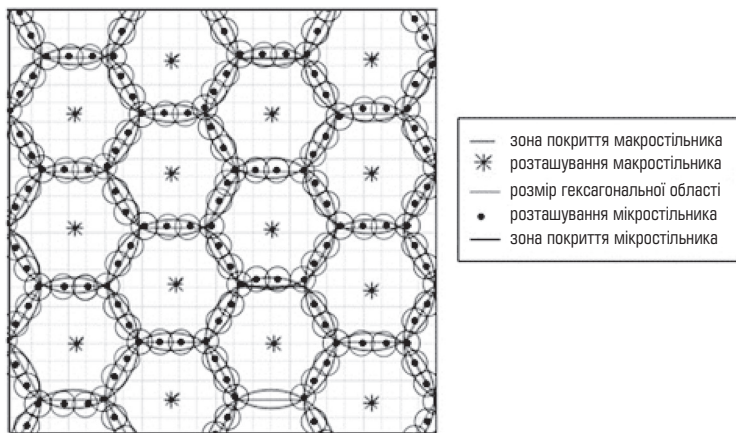 зона покриття макростільника
розташування макростільника
розмір гексагональної області
розташування мікростільника
зона покриття мікростільника